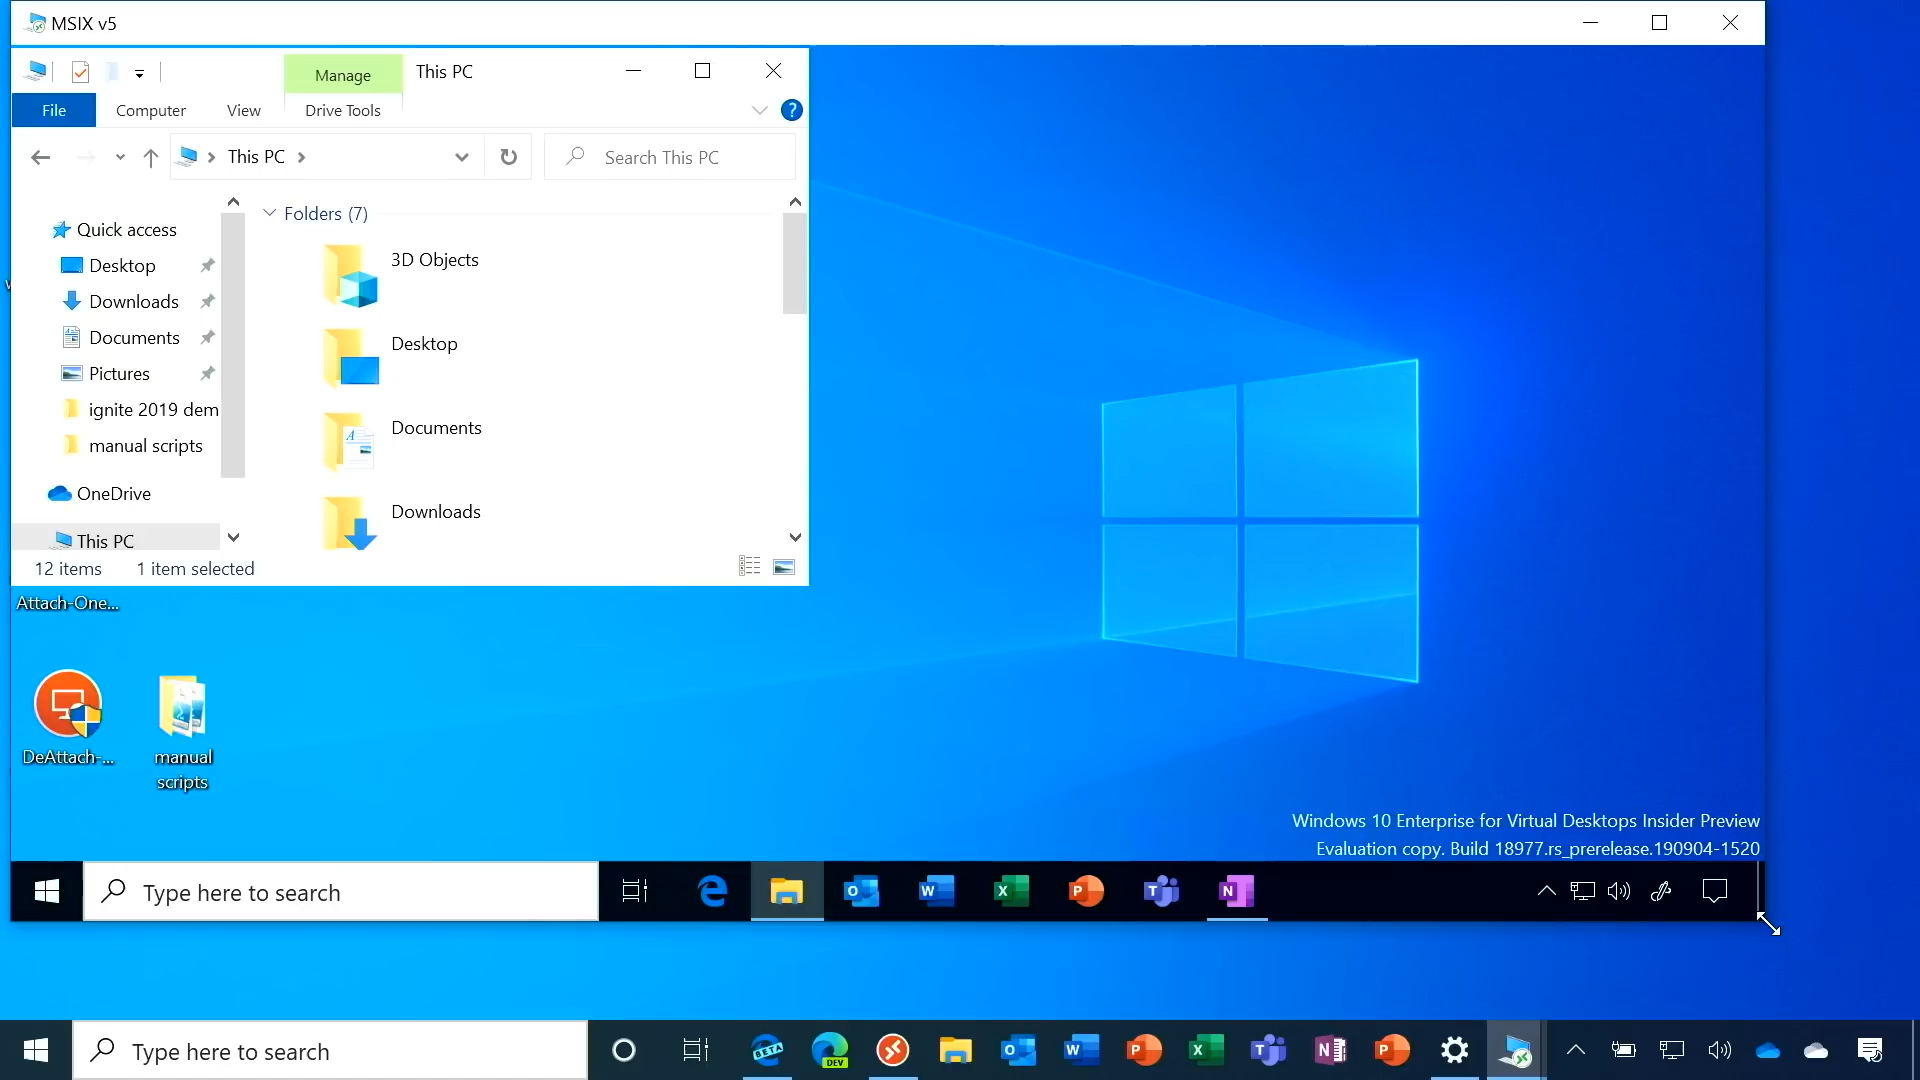 MSIX v5
Manage
This PC
File
Computer
View
Drive Tools
This PC
Search This PC
Folders (7)
Quick access
Desktop
Downloads
Documents
Pictures
ignite 2019 dem
manual scripts
OneDrive
This PC
3D Objects
Desktop
Documents
Downloads
12 items
1 item selected
Attach-One...
DeAttach-...
manual
scripts
Windows 10 Enterprise for Virtual Desktops Insider Preview
Evaluation copy. Build 18977.rs_prerelease.190904-1520
Type here to search
Type here to search
BETA
DEV